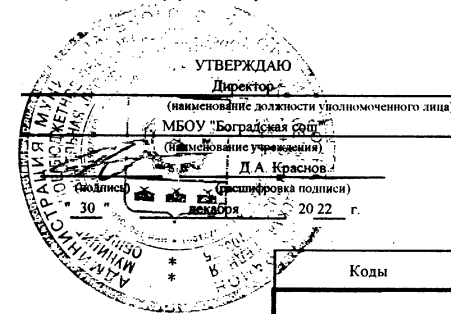 УТВЕРЖДАЮ
Директор
(наименование должности уполномоченного лица)
МБОУ "Боградская сош"
(наименование учреждения)
Д.А. Краснов
(подпись) (расшифровка подписи)
" 30 " декабря 20 22 г.
Коды